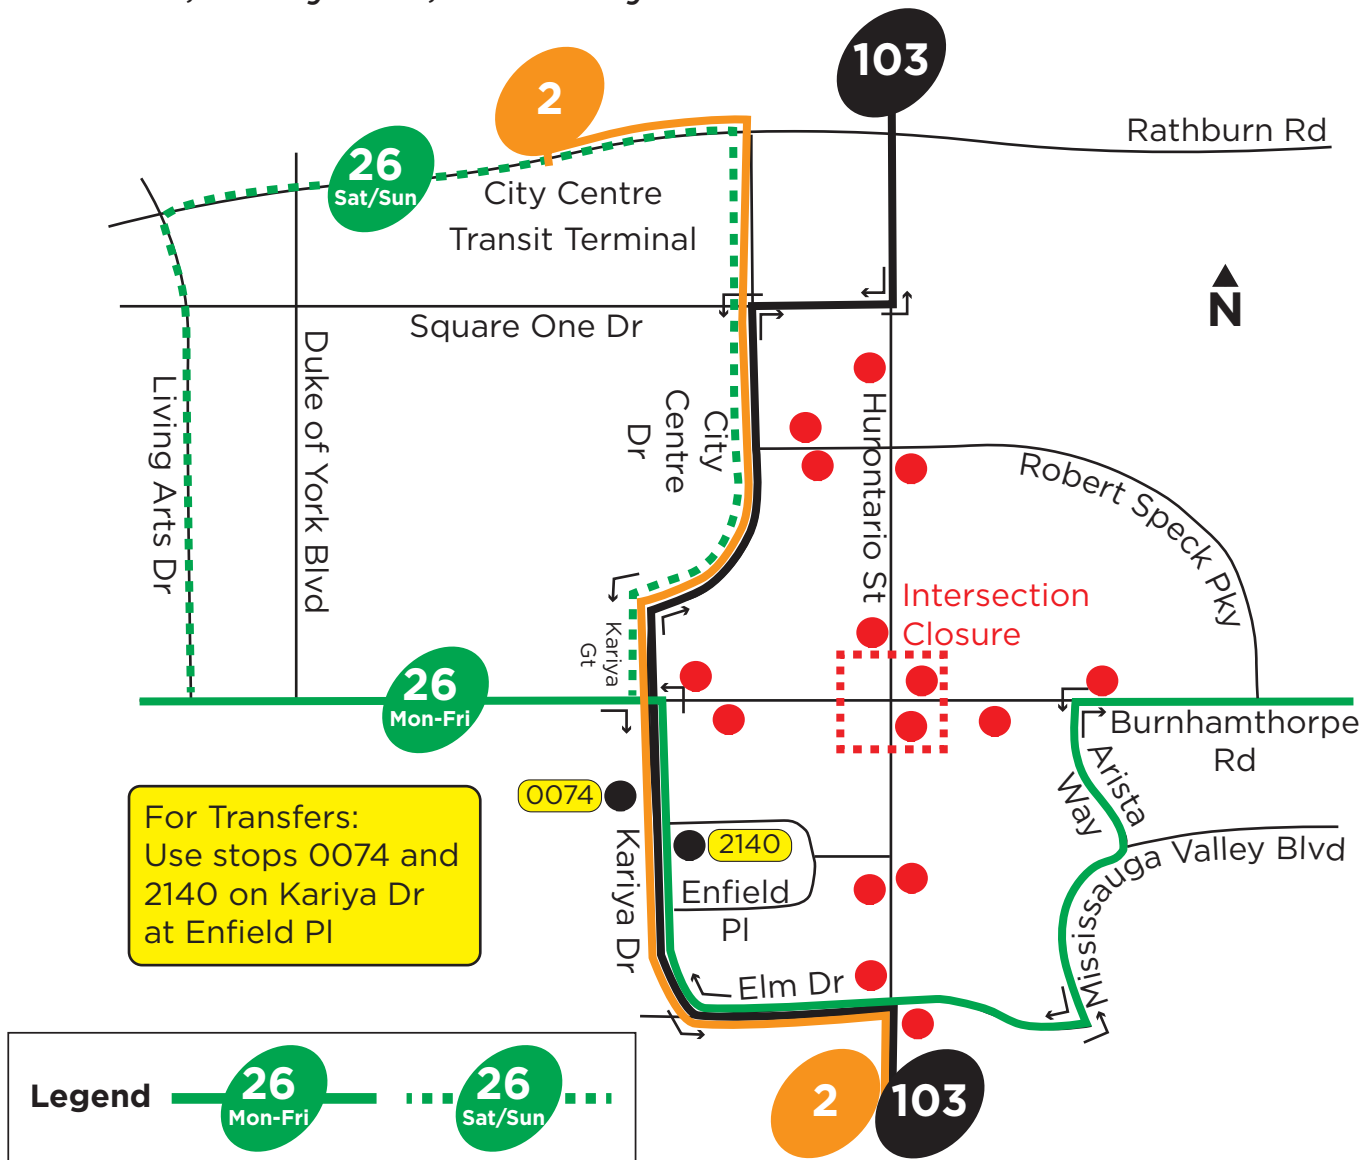 103
2
Rathburn Rd
26
Sat/Sun
City Centre
Transit Terminal
N
Square One Dr
Duke of York Blvd
Living Arts Dr
City
Centre
Dr
Hurontario St
Robert Speck Pky
Intersection
Closure
Kariya
Gt
26
Mon-Fri
Burnhamthorpe
Rd
Arista
Way
0074
For Transfers:
Use stops 0074 and
2140 on Kariya Dr
at Enfield Pl
2140
Kariya Dr
Enfield
Pl
Mississauga Valley Blvd
Elm Dr
Legend
26
Mon-Fri
26
Sat/Sun
2
103